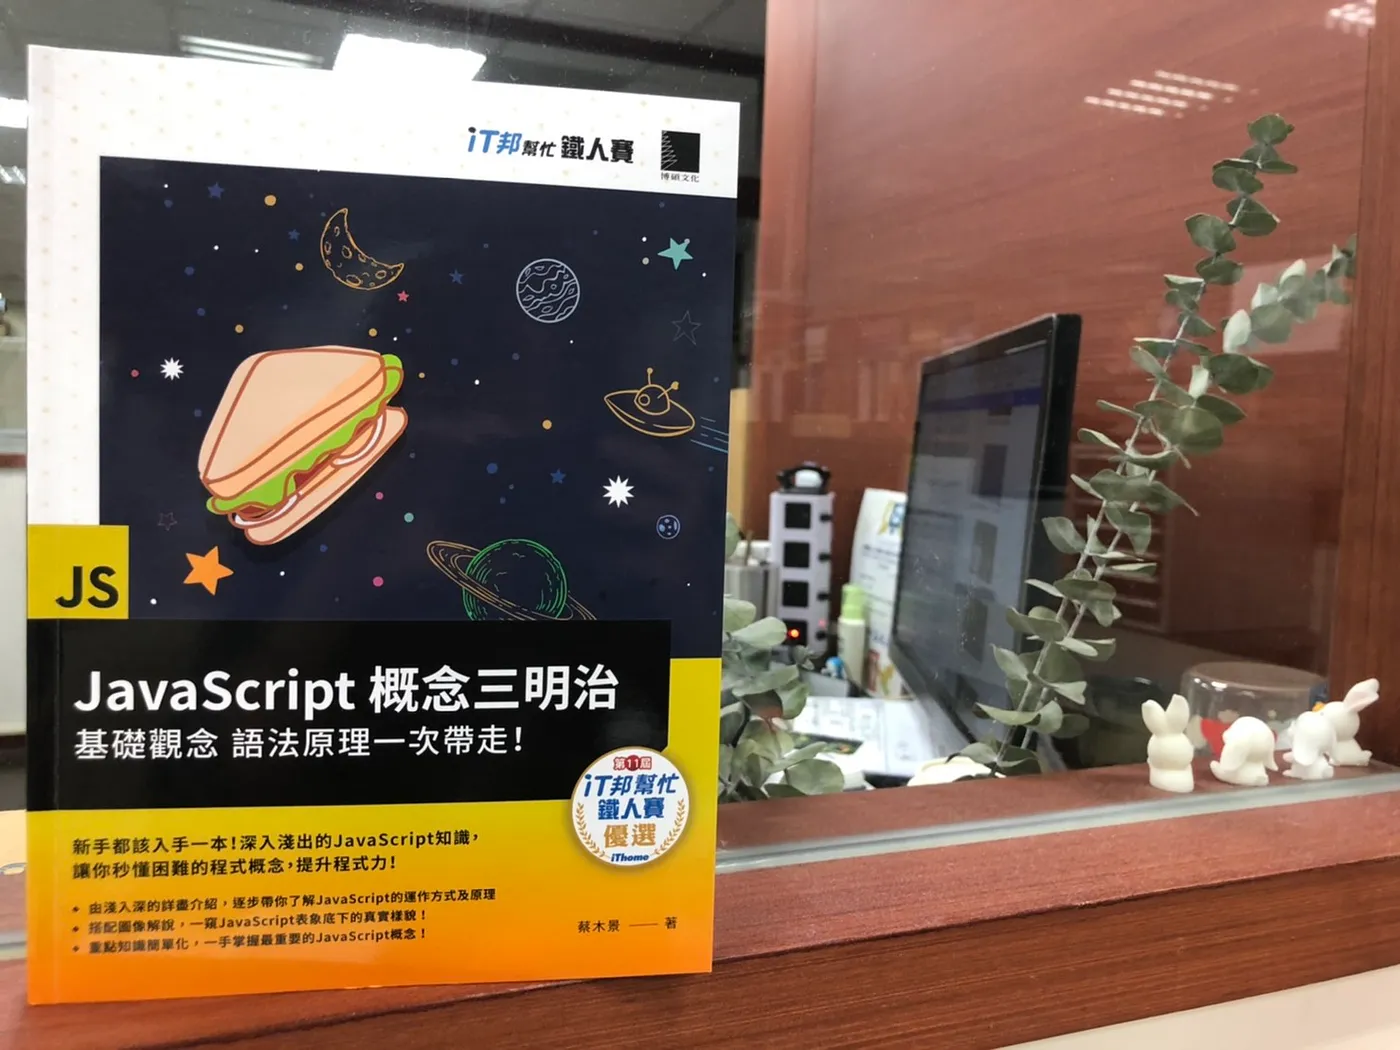 iT邦幫忙 鐵人賽
博碩文化
JS
JavaScript 概念三明治
基礎觀念 語法原理一次帶走！
第11屆
iT邦幫忙
鐵人賽
優選
iThome
新手都該入手一本！深入淺出的JavaScript知識，
讓你秒懂困難的程式概念，提升程式力！
由淺入深的詳盡介紹，逐步帶你了解JavaScript的運作方式及原理
搭配圖像解說，一窺JavaScript表象底下的真實樣貌！
重點知識簡單化，一手掌握最重要的JavaScript概念！
蔡木景 —— 著